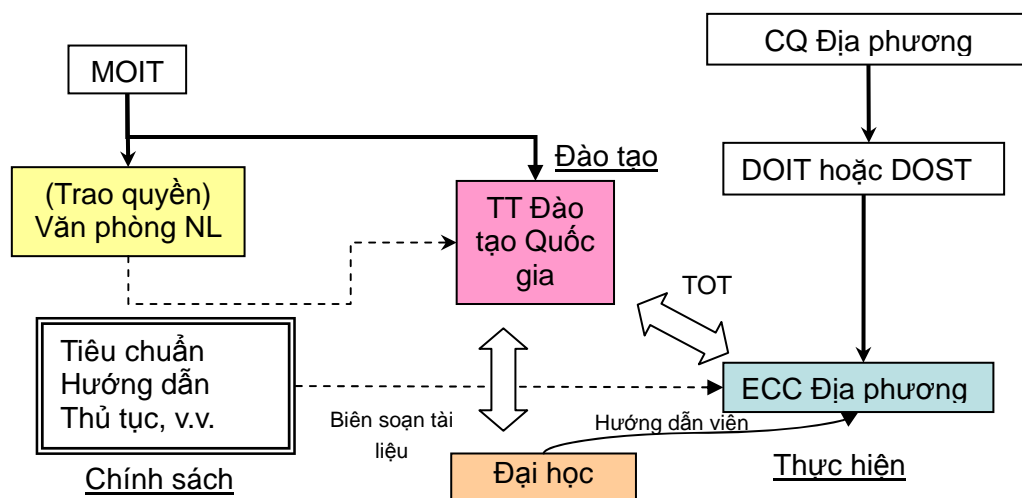 CQ Địa phương
MOIT
Đào tạo
(Trao quyền)
Văn phòng NL
TT Đào
tạo Quốc
gia
DOIT hoặc DOST
TOT
Tiêu chuẩn
Hướng dẫn
Thủ tục, v.v.
ECC Địa phương
Biên soạn tài
liệu
Hướng dẫn viên
Chính sách
Đại học
Thực hiện